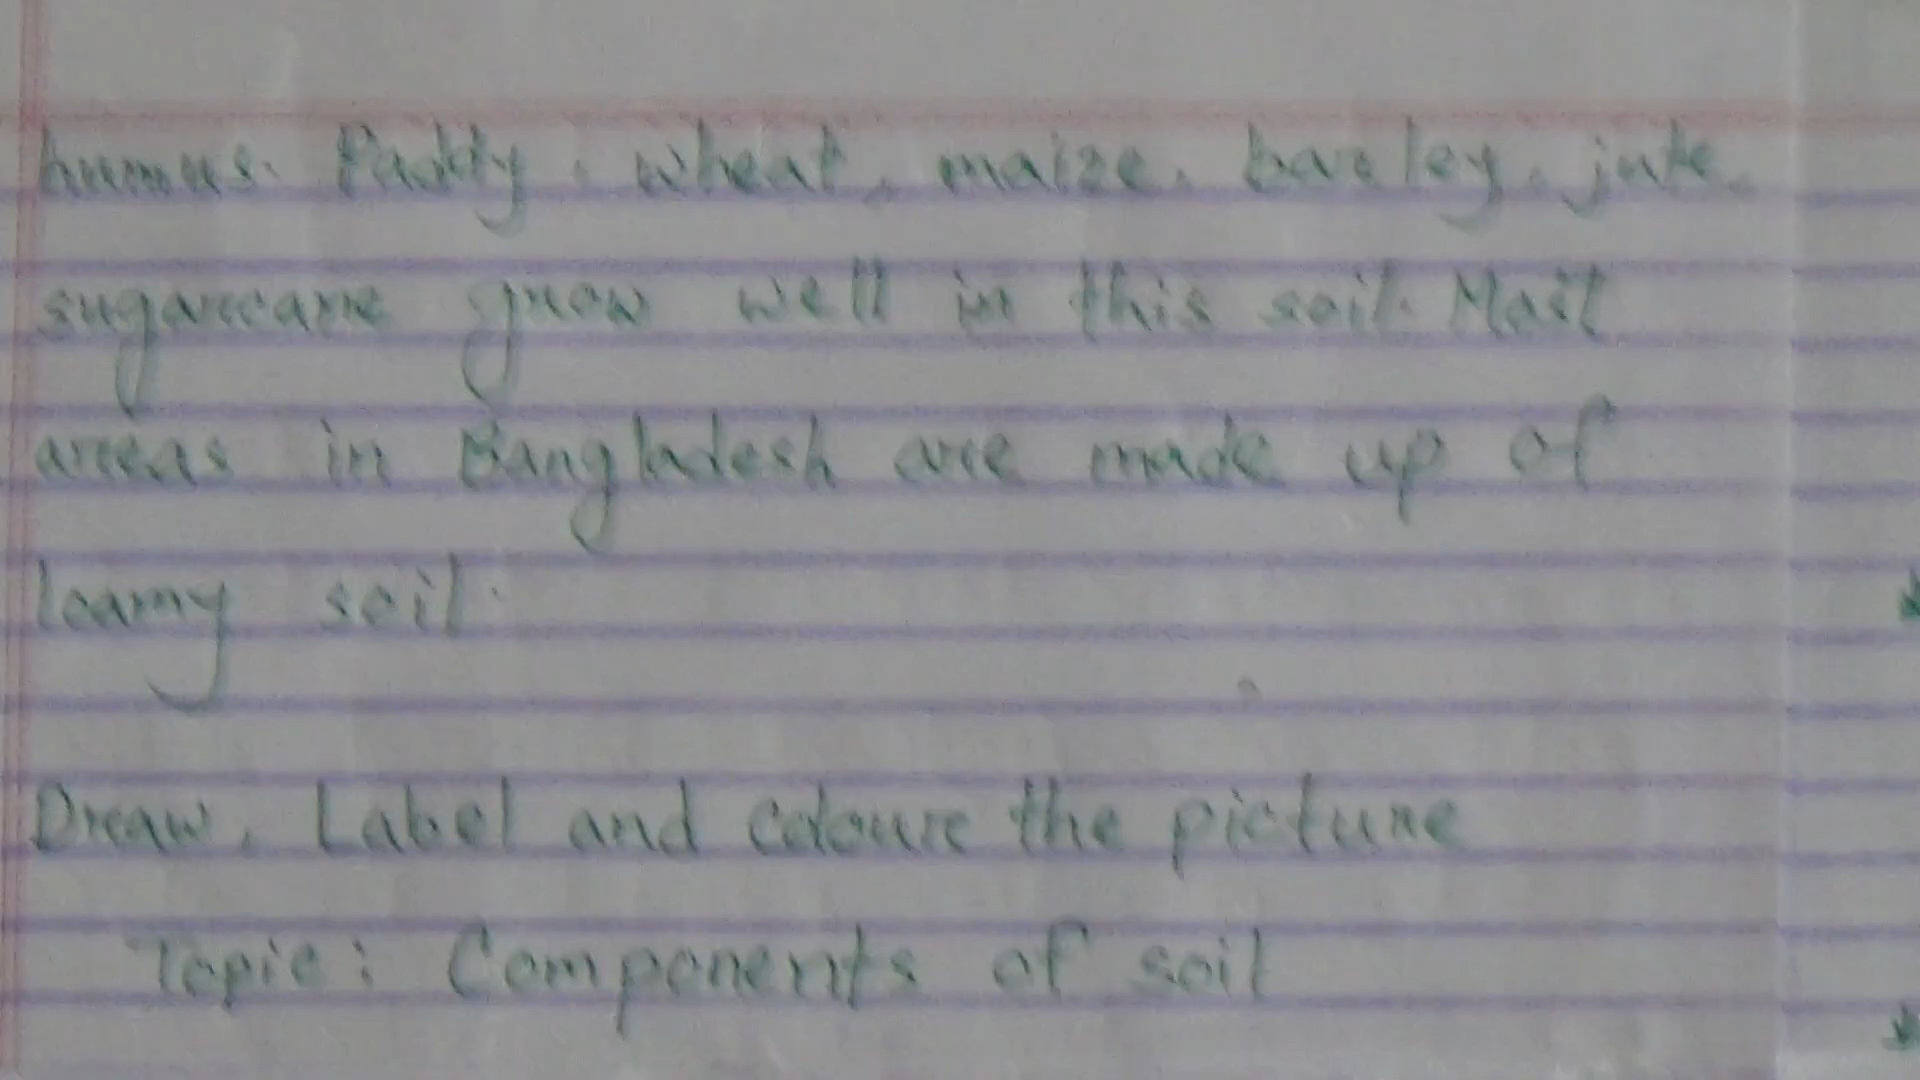 humus. Paddy, wheat, maize, barley, jute,
sugarcane grow well in this soil. Most
areas in Bangladesh are made up of
loamy soil.
Draw, Label and colour the picture
Topic: Components of soil